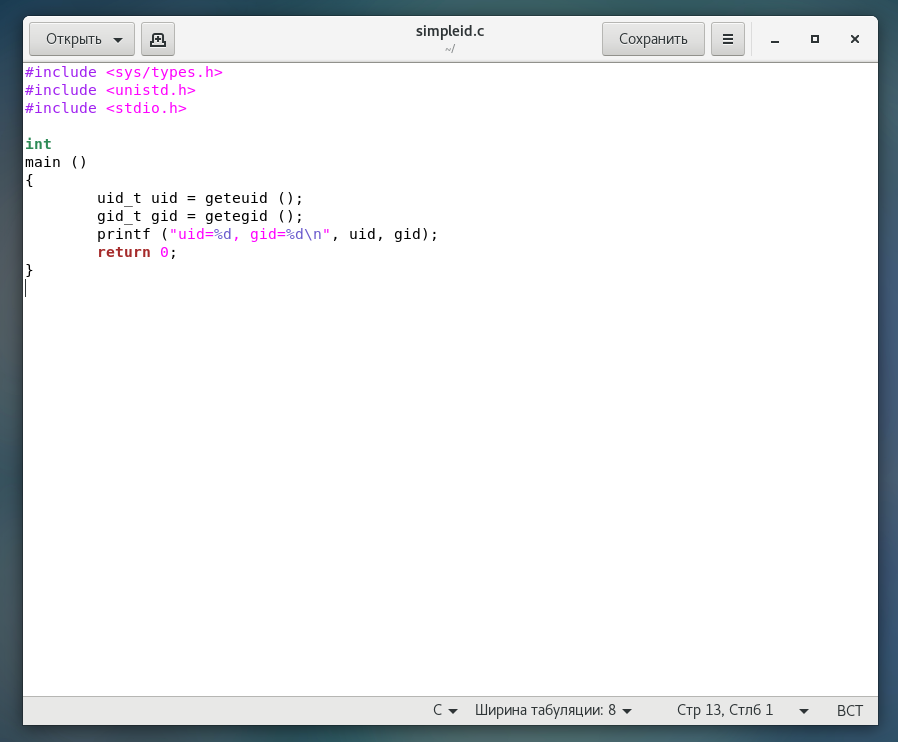 Открыть
simpleid.c
~/
Сохранить
#include <sys/types.h>
#include <unistd.h>
#include <stdio.h>
int
main ()
{
        uid_t uid = geteuid ();
        gid_t gid = getegid ();
        printf ("uid=%d, gid=%d\n", uid, gid);
        return 0;
}
C Ширина табуляции: 8 Стр 13, Стлб 1 ВСТ